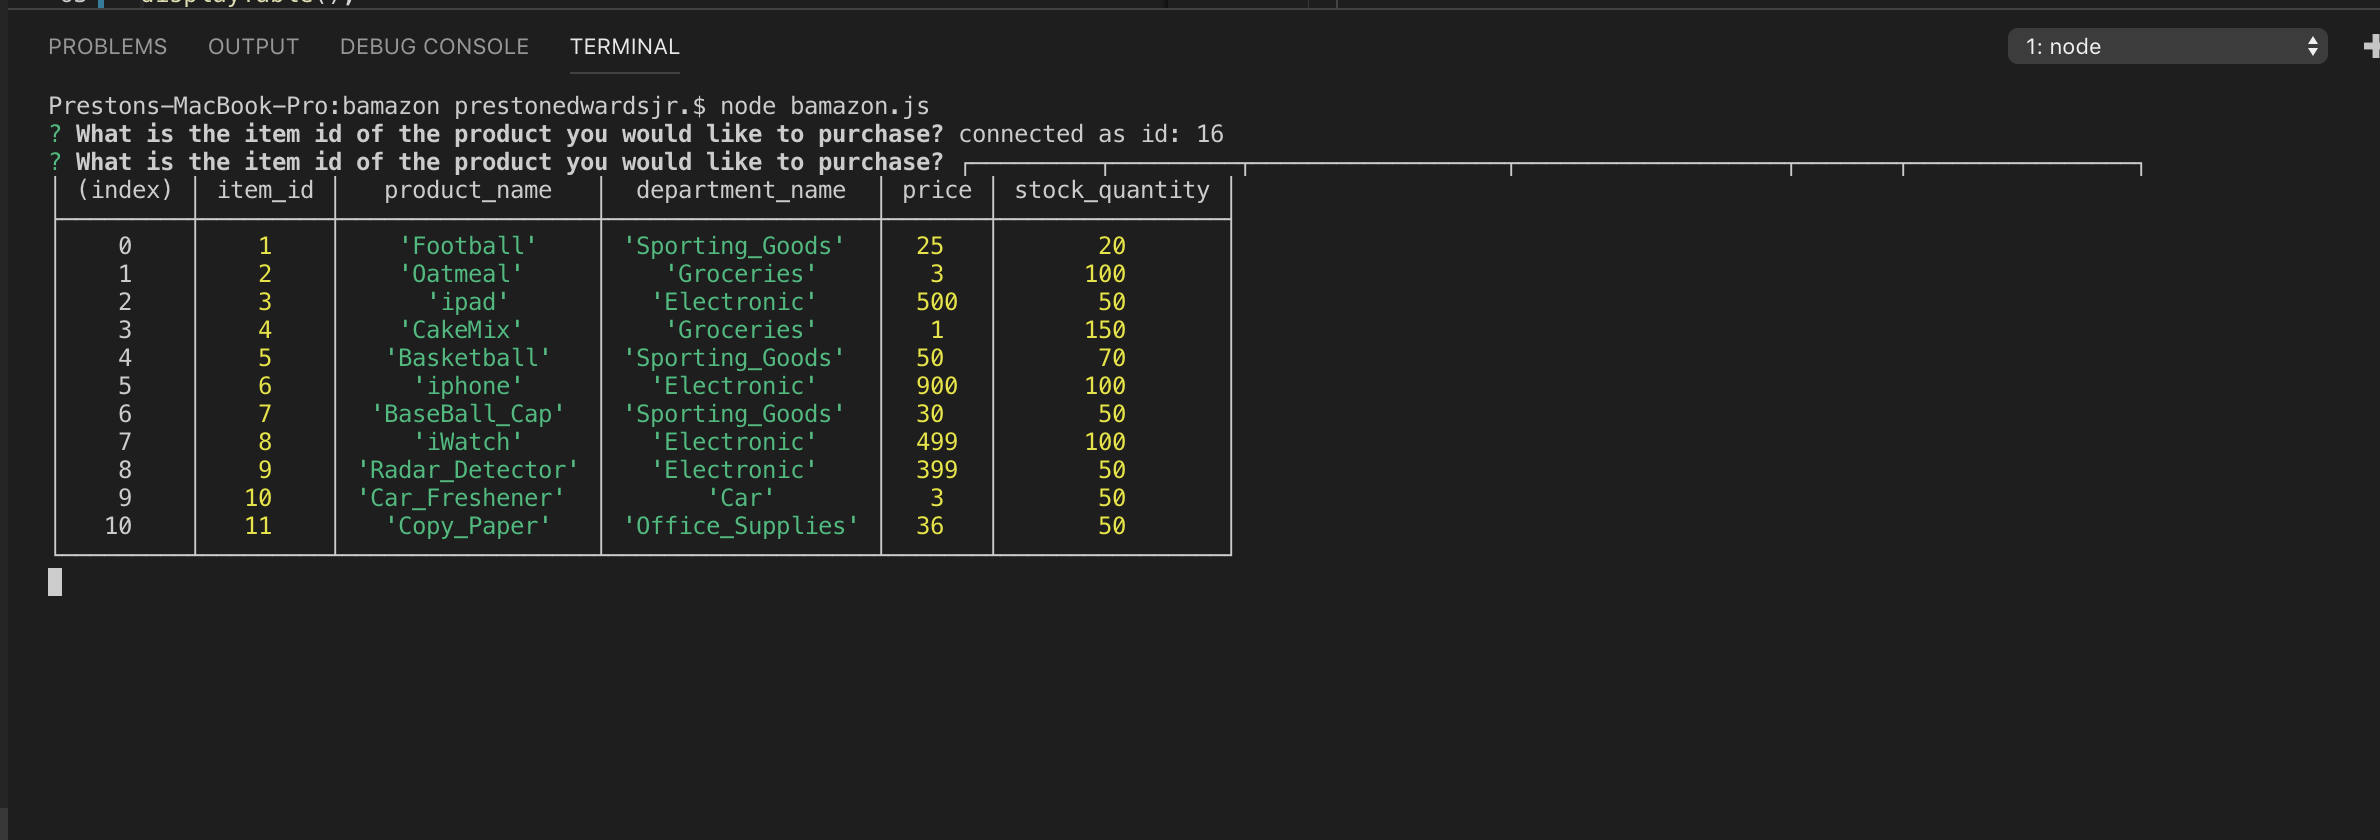 displayTable();
PROBLEMS OUTPUT DEBUG CONSOLE TERMINAL 1: node
Prestons-MacBook-Pro:bamazon prestonedwardsjr.$ node bamazon.js
? What is the item id of the product you would like to purchase? connected as id: 16
? What is the item id of the product you would like to purchase?
(index) item_id product_name department_name price stock_quantity
0 1 'Football' 'Sporting_Goods' 25 20
1 2 'Oatmeal' 'Groceries' 3 100
2 3 'ipad' 'Electronic' 500 50
3 4 'CakeMix' 'Groceries' 1 150
4 5 'Basketball' 'Sporting_Goods' 50 70
5 6 'iphone' 'Electronic' 900 100
6 7 'BaseBall_Cap' 'Sporting_Goods' 30 50
7 8 'iWatch' 'Electronic' 499 100
8 9 'Radar_Detector' 'Electronic' 399 50
9 10 'Car_Freshener' 'Car' 3 50
10 11 'Copy_Paper' 'Office_Supplies' 36 50